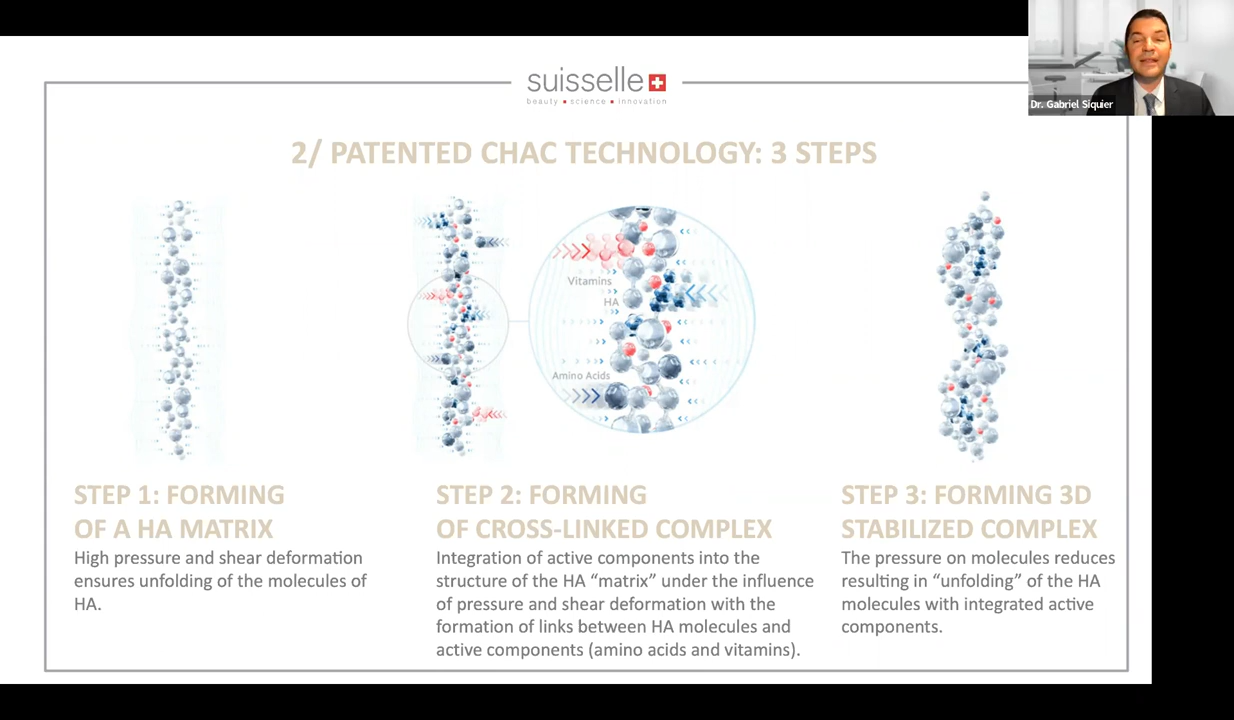 suisselle
beauty ▪ science ▪ innovation
Dr. Gabriel Siquier
2/ PATENTED CHAC TECHNOLOGY: 3 STEPS
Vitamins
HA
Amino Acids
STEP 1: FORMING
OF A HA MATRIX
High pressure and shear deformation
ensures unfolding of the molecules of
HA.
STEP 2: FORMING
OF CROSS-LINKED COMPLEX
Integration of active components into the
structure of the HA “matrix” under the influence
of pressure and shear deformation with the
formation of links between HA molecules and
active components (amino acids and vitamins).
STEP 3: FORMING 3D
STABILIZED COMPLEX
The pressure on molecules reduces
resulting in “unfolding” of the HA
molecules with integrated active
components.